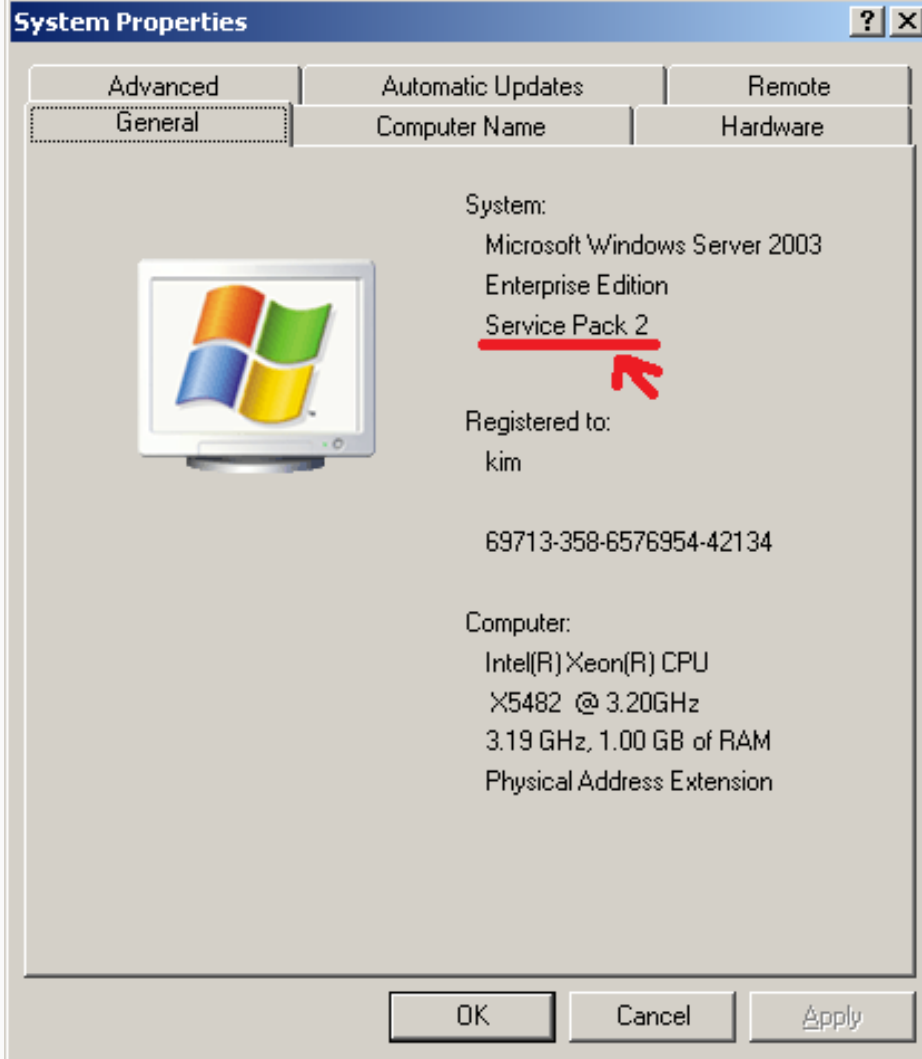 System Properties
?
Advanced
Automatic Updates
Remote
General
Computer Name
Hardware
System:
Microsoft Windows Server 2003
Enterprise Edition
Service Pack 2
Registered to:
kim
69713-358-6576954-42134
Computer:
Intel(R) Xeon(R) CPU
X5482 @ 3.20GHz
3.19 GHz, 1.00 GB of RAM
Physical Address Extension
OK
Cancel
Apply